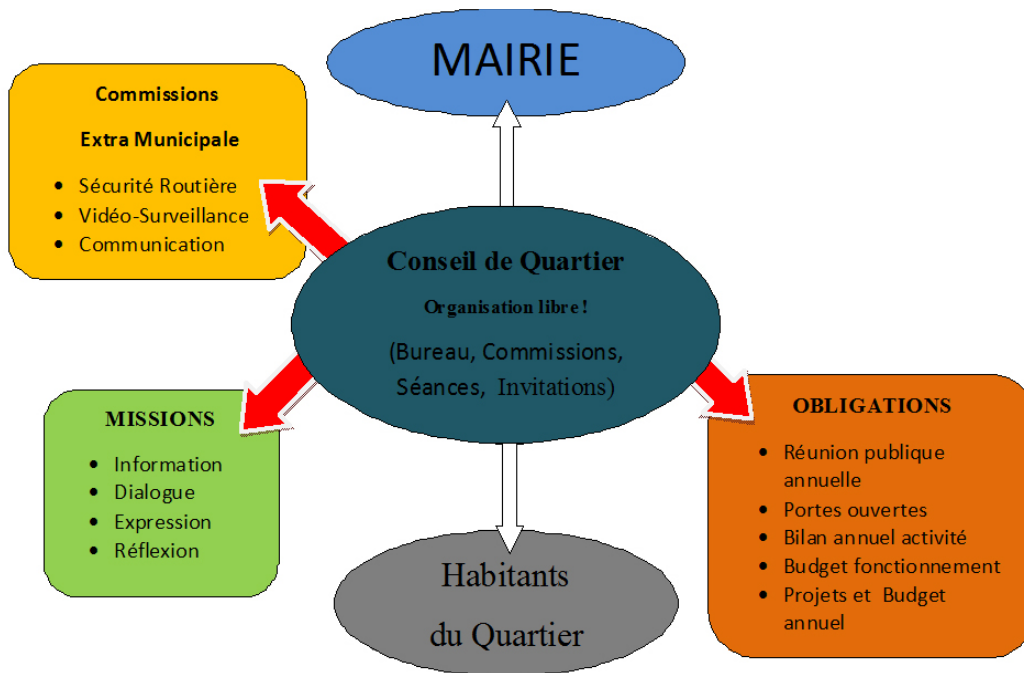 MAIRIE
Commissions
Extra Municipale
• Sécurité Routière
• Vidéo-Surveillance
• Communication
Conseil de Quartier
Organisation libre !
(Bureau, Commissions,
Séances, Invitations)
MISSIONS
• Information
• Dialogue
• Expression
• Réflexion
OBLIGATIONS
• Réunion publique
annuelle
• Portes ouvertes
• Bilan annuel activité
• Budget fonctionnement
• Projets et Budget
annuel
Habitants
du Quartier